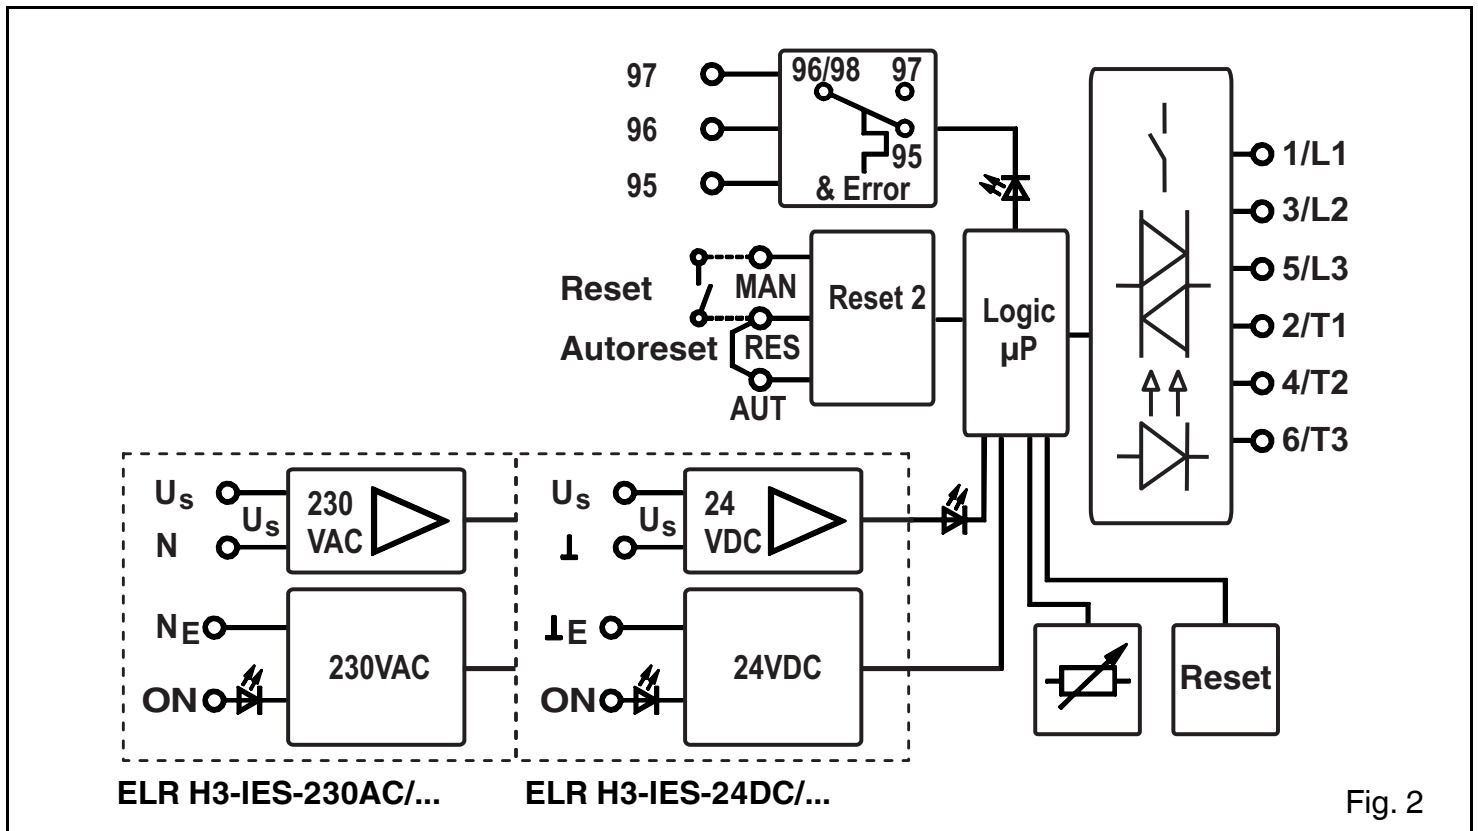 97
96
95
96/98 97
95
& Error
1/L1
3/L2
5/L3
2/T1
4/T2
6/T3
Reset
Autoreset
MAN
RES
AUT
Reset 2
Logic
µP
Us
Us
N
230
VAC
NE
ON
230VAC
Us
Us
⊥
24
VDC
⊥E
ON
24VDC
Reset
ELR H3-IES-230AC/...
ELR H3-IES-24DC/...
Fig. 2